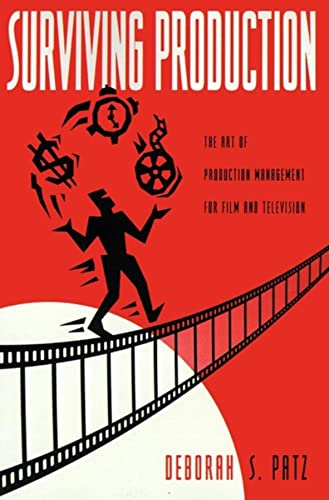 SURVIVING PRODUCTION
THE ART OF
PRODUCTION MANAGEMENT
FOR FILM AND TELEVISION
$
DEBORAH S. PATZ